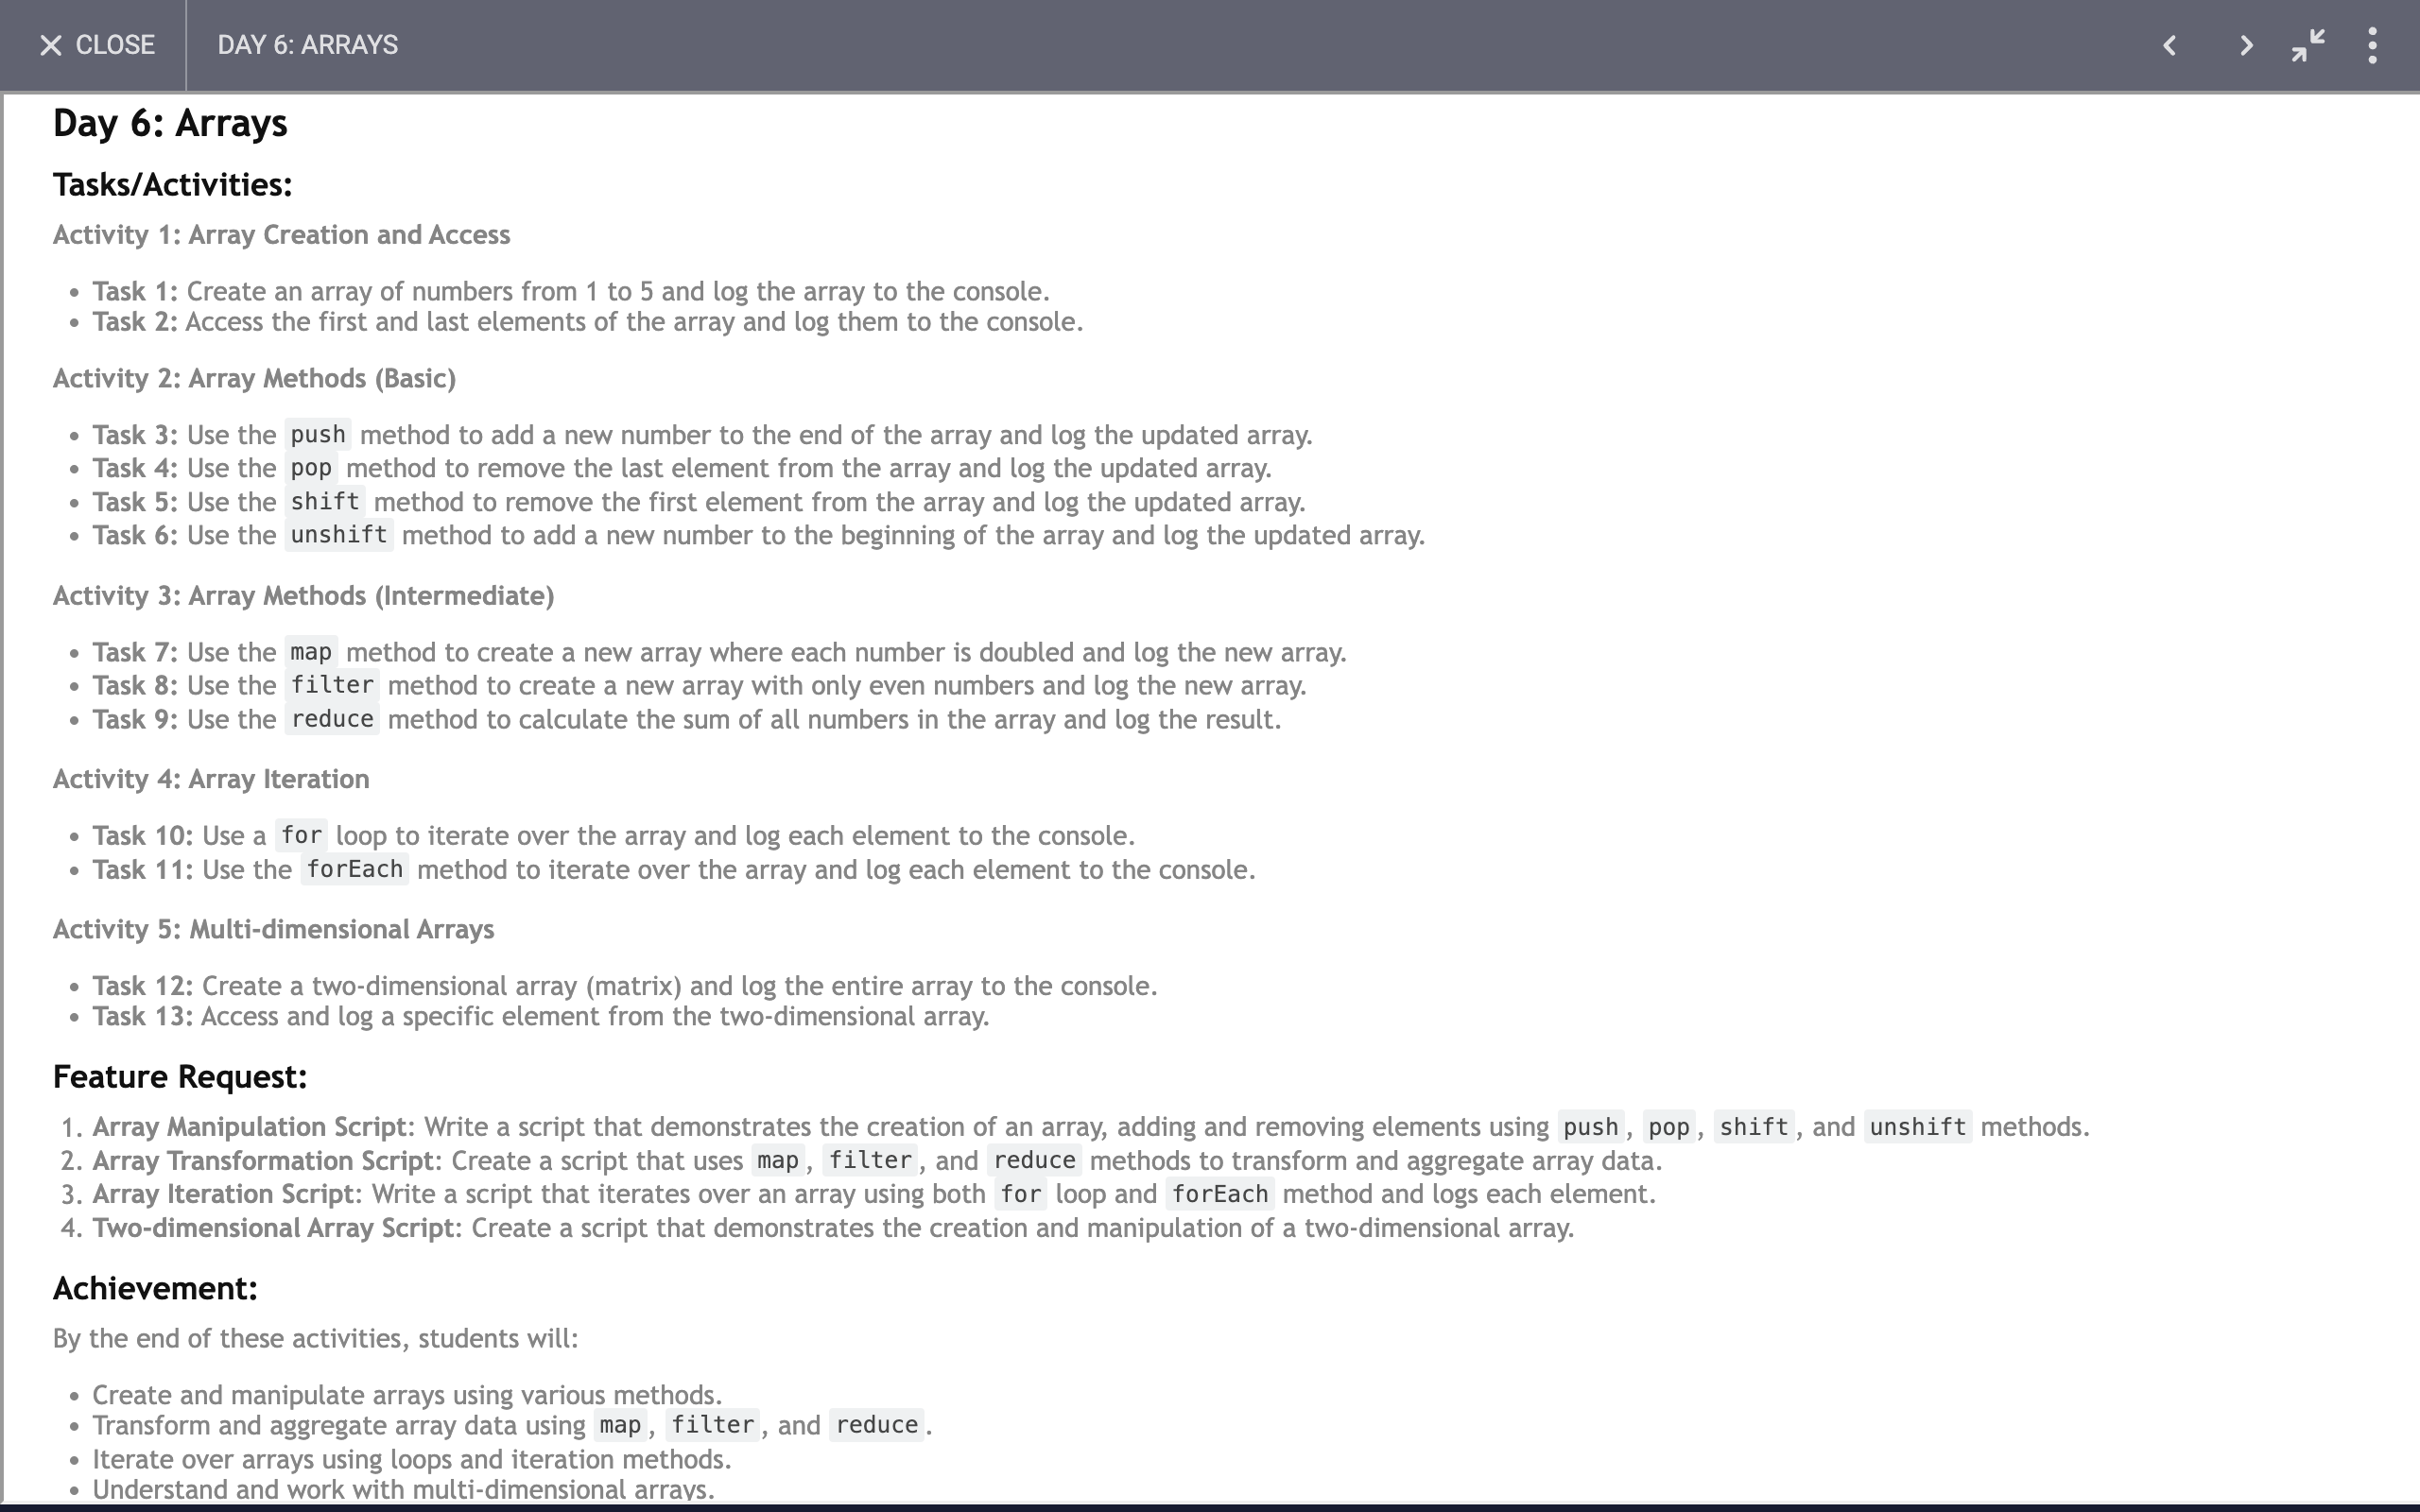 CLOSE
DAY 6: ARRAYS
Day 6: Arrays
Tasks/Activities:
Activity 1: Array Creation and Access
Task 1: Create an array of numbers from 1 to 5 and log the array to the console.
Task 2: Access the first and last elements of the array and log them to the console.
Activity 2: Array Methods (Basic)
Task 3: Use the push method to add a new number to the end of the array and log the updated array.
Task 4: Use the pop method to remove the last element from the array and log the updated array.
Task 5: Use the shift method to remove the first element from the array and log the updated array.
Task 6: Use the unshift method to add a new number to the beginning of the array and log the updated array.
Activity 3: Array Methods (Intermediate)
Task 7: Use the map method to create a new array where each number is doubled and log the new array.
Task 8: Use the filter method to create a new array with only even numbers and log the new array.
Task 9: Use the reduce method to calculate the sum of all numbers in the array and log the result.
Activity 4: Array Iteration
Task 10: Use a for loop to iterate over the array and log each element to the console.
Task 11: Use the forEach method to iterate over the array and log each element to the console.
Activity 5: Multi-dimensional Arrays
Task 12: Create a two-dimensional array (matrix) and log the entire array to the console.
Task 13: Access and log a specific element from the two-dimensional array.
Feature Request:
1. Array Manipulation Script: Write a script that demonstrates the creation of an array, adding and removing elements using push, pop, shift, and unshift methods.
2. Array Transformation Script: Create a script that uses map, filter, and reduce methods to transform and aggregate array data.
3. Array Iteration Script: Write a script that iterates over an array using both for loop and forEach method and logs each element.
4. Two-dimensional Array Script: Create a script that demonstrates the creation and manipulation of a two-dimensional array.
Achievement:
By the end of these activities, students will:
Create and manipulate arrays using various methods.
Transform and aggregate array data using map, filter, and reduce.
Iterate over arrays using loops and iteration methods.
Understand and work with multi-dimensional arrays.